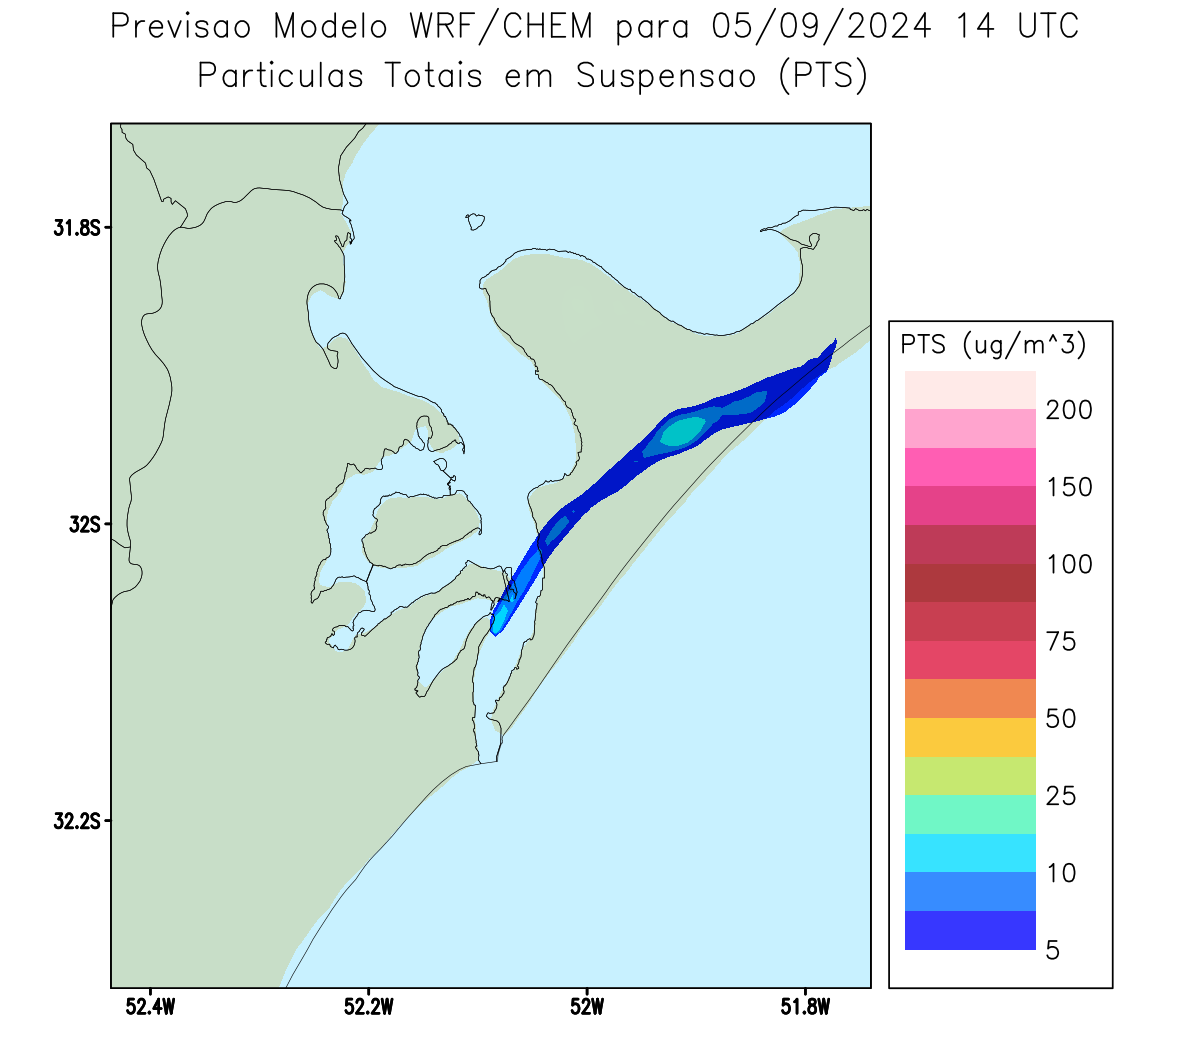 Previsao Modelo WRF/CHEM para 05/09/2024 14 UTC
Particulas Totais em Suspensao (PTS)
31.8S
32S
32.2S
52.4W
52.2W
52W
51.8W
PTS (ug/m^3)
200
150
100
75
50
25
10
5